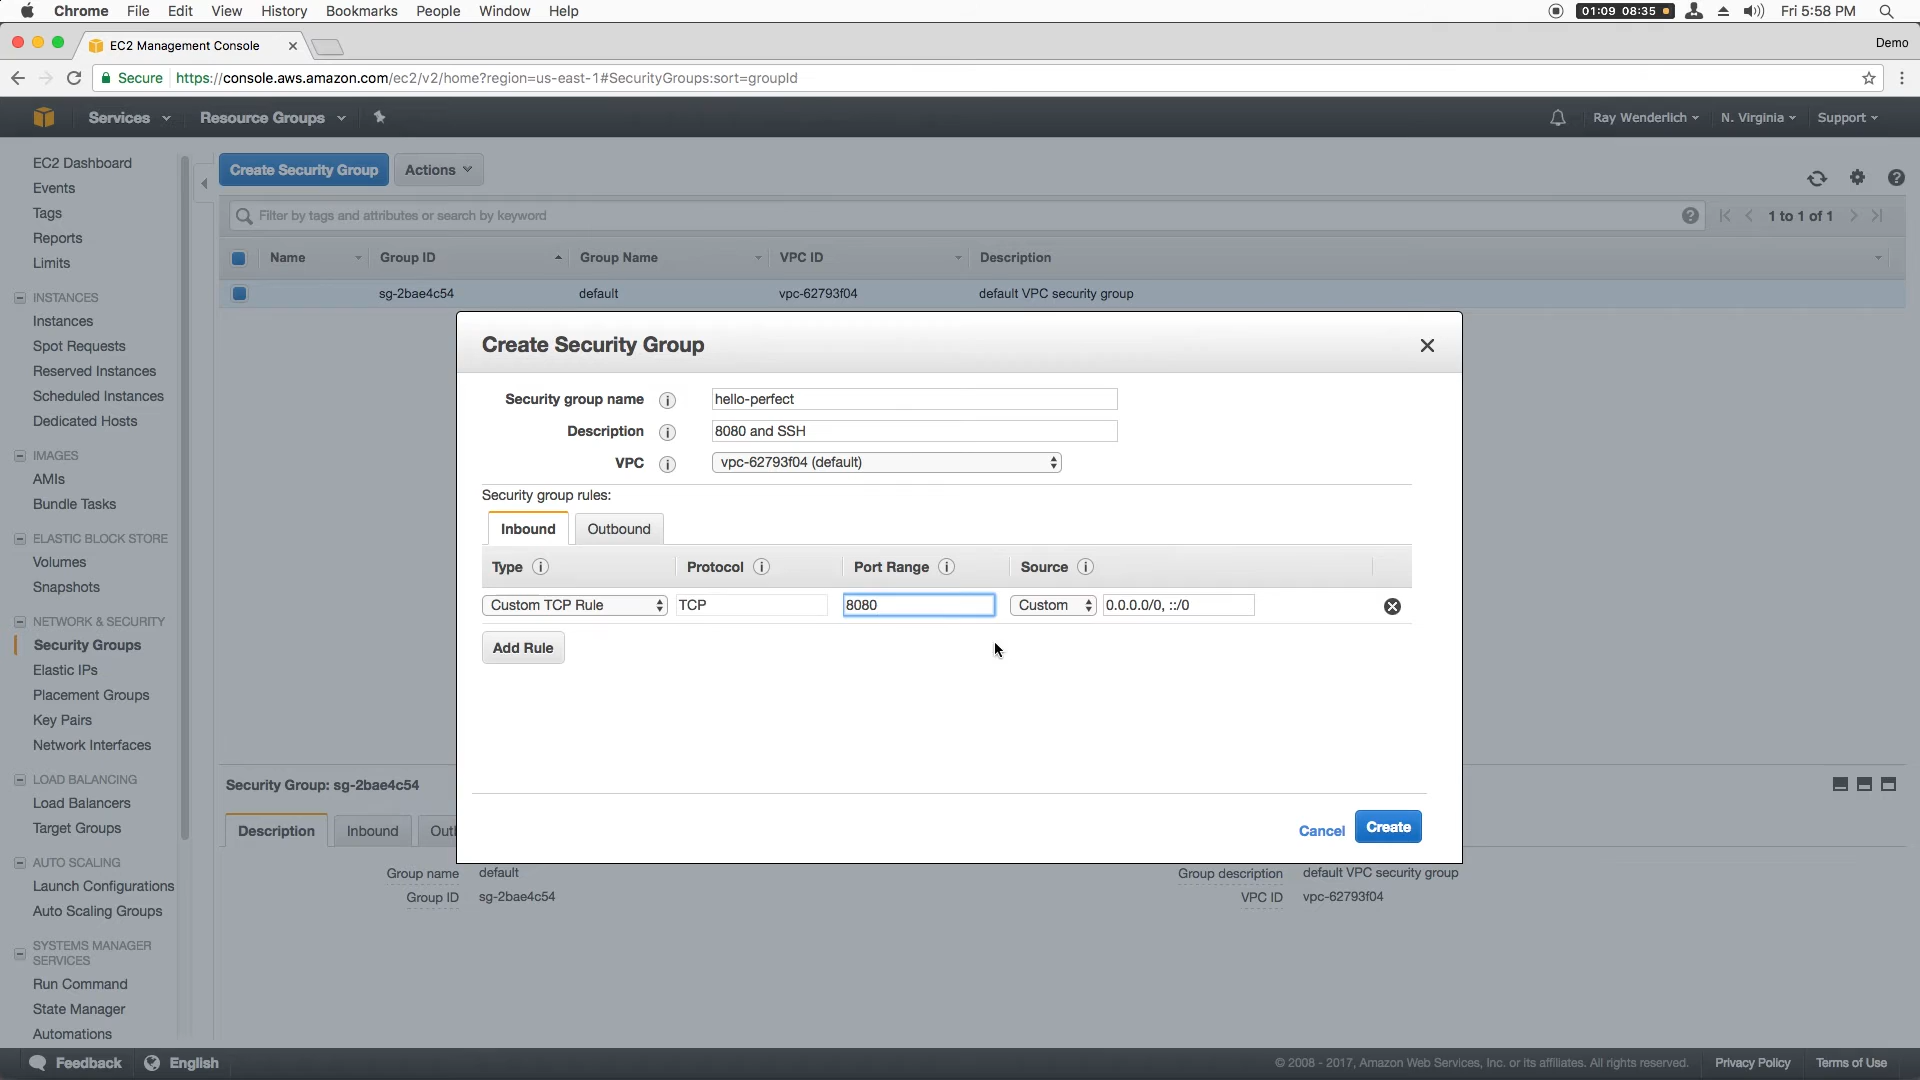 Chrome File Edit View History Bookmarks People Window Help 01:09 08:35 Fri 5:58 PM
EC2 Management Console
Demo
Secure https://console.aws.amazon.com/ec2/v2/home?region=us-east-1#SecurityGroups:sort=groupId
Services Resource Groups Ray Wenderlich N. Virginia Support
EC2 Dashboard
Events
Tags
Reports
Limits
INSTANCES
Instances
Spot Requests
Reserved Instances
Scheduled Instances
Dedicated Hosts
IMAGES
AMIs
Bundle Tasks
ELASTIC BLOCK STORE
Volumes
Snapshots
NETWORK & SECURITY
Security Groups
Elastic IPs
Placement Groups
Key Pairs
Network Interfaces
LOAD BALANCING
Load Balancers
Target Groups
AUTO SCALING
Launch Configurations
Auto Scaling Groups
SYSTEMS MANAGER
SERVICES
Run Command
State Manager
Automations
Create Security Group Actions
Filter by tags and attributes or search by keyword 1 to 1 of 1
Name Group ID Group Name VPC ID Description
sg-2bae4c54 default vpc-62793f04 default VPC security group
Create Security Group
Security group name hello-perfect
Description 8080 and SSH
VPC vpc-62793f04 (default)
Security group rules:
Inbound Outbound
Type Protocol Port Range Source
Custom TCP Rule TCP 8080 Custom 0.0.0.0/0, ::/0
Add Rule
Cancel Create
Security Group: sg-2bae4c54
Description Inbound Out
Group name default Group description default VPC security group
Group ID sg-2bae4c54 VPC ID vpc-62793f04
Feedback English © 2008 - 2017, Amazon Web Services, Inc. or its affiliates. All rights reserved. Privacy Policy Terms of Use